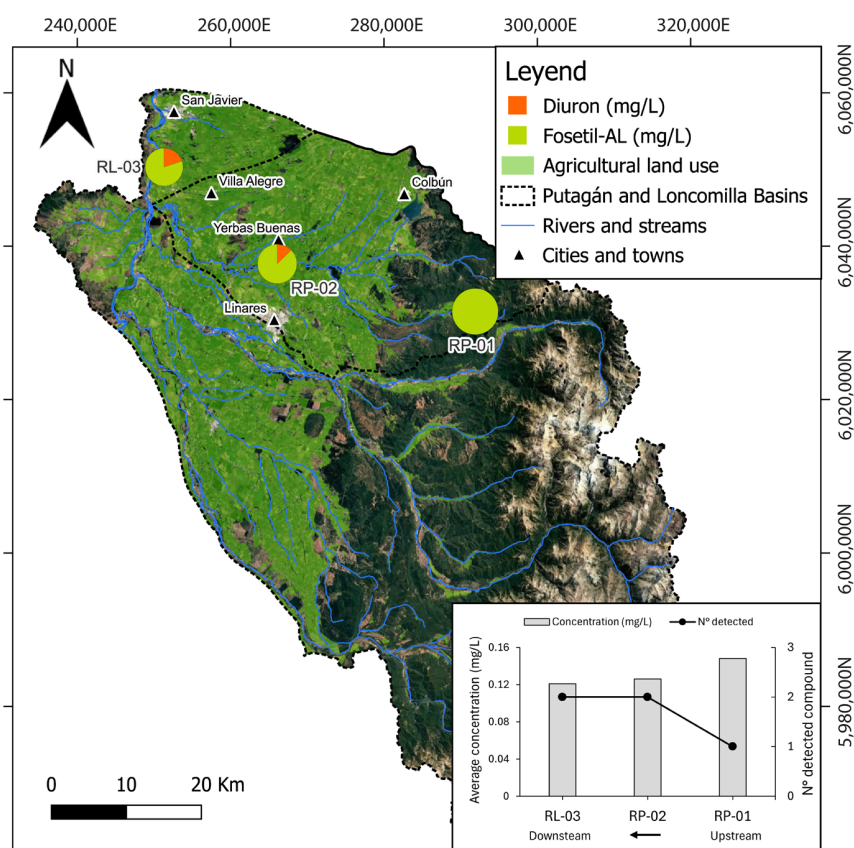 240,000E
260,000E
280,000E
300,000E
320,000E
N
San Javier
RL-03
Villa Alegre
Colbún
Yerbas Buenas
RP-02
Linares
RP-01
Leyend
Diuron (mg/L)
Fosetil-AL (mg/L)
Agricultural land use
Putagán and Loncomilla Basins
Rivers and streams
Cities and towns
6,060,000N
6,040,000N
6,020,000N
6,000,000N
5,980,000N
0 10 20 Km
Concentration (mg/L) N° detected
Average concentration (mg/L)
0.16
0.12
0.08
0.04
0
3
2
1
0
N° detected compound
RL-03 RP-02 RP-01
Downsteam Upstream